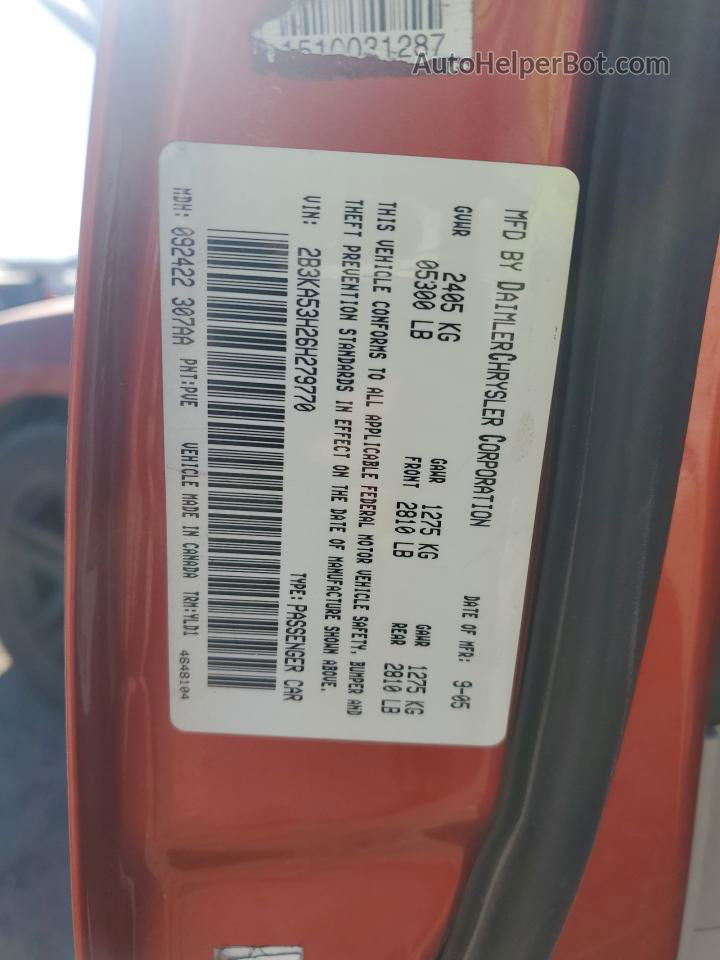 1510031287
AutoHelperBot.com
MFD BY DAIMLERCHRYSLER CORPORATION
DATE OF MFR: 9-05
GVWR 2405 KG
05300 LB
GAWR 1275 KG
FRONT 2810 LB
GAWR 1275 KG
REAR 2810 LB
THIS VEHICLE CONFORMS TO ALL APPLICABLE FEDERAL MOTOR VEHICLE SAFETY, BUMPER AND
THEFT PREVENTION STANDARDS IN EFFECT ON THE DATE OF MANUFACTURE SHOWN ABOVE.
VIN: 2B3KA53H26H279770
TYPE: PASSENGER CAR
MDH: 092422 307AA PNT:PVE VEHICLE MADE IN CANADA TRM:YLD1
4648104